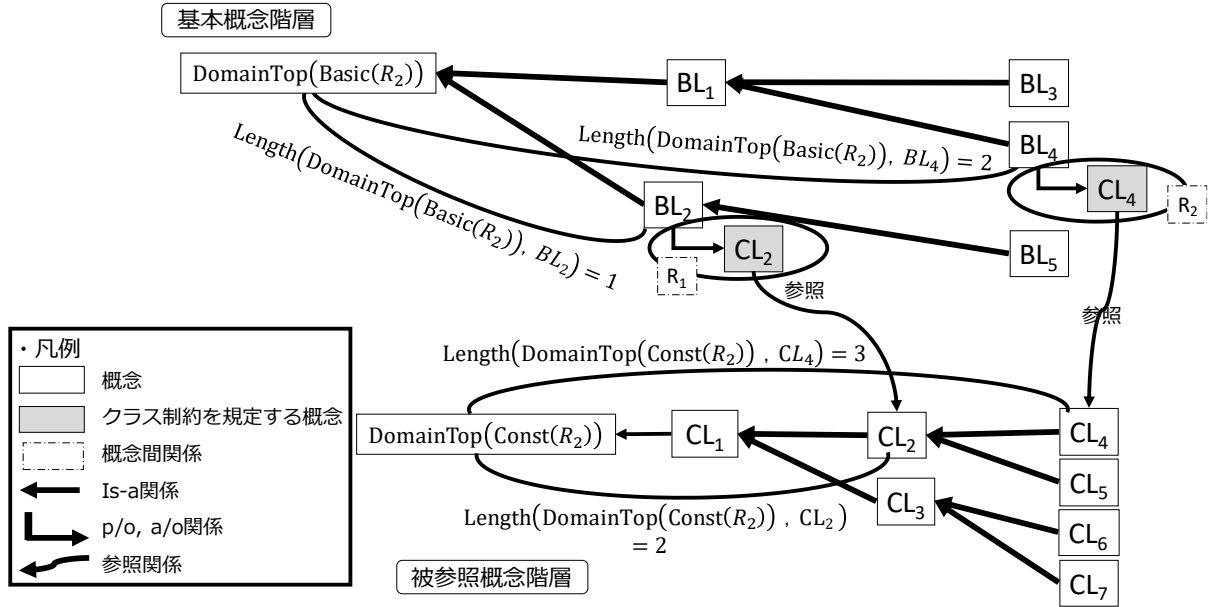 基本概念階層
DomainTop(Basic(R₂))
BL₁
BL₃
BL₄
Length(DomainTop(Basic(R₂)), BL₄) = 2
CL₄
R₂
Length(DomainTop(Basic(R₂)), BL₂) = 1
BL₂
CL₂
R₁
BL₅
参照
参照
・凡例
概念
クラス制約を規定する概念
概念間関係
Is-a関係
p/o, a/o関係
参照関係
Length(DomainTop(Const(R₂)) , CL₄) = 3
DomainTop(Const(R₂))
CL₁
CL₂
CL₄
CL₅
CL₃
CL₆
CL₇
Length(DomainTop(Const(R₂)) , CL₂)
= 2
被参照概念階層